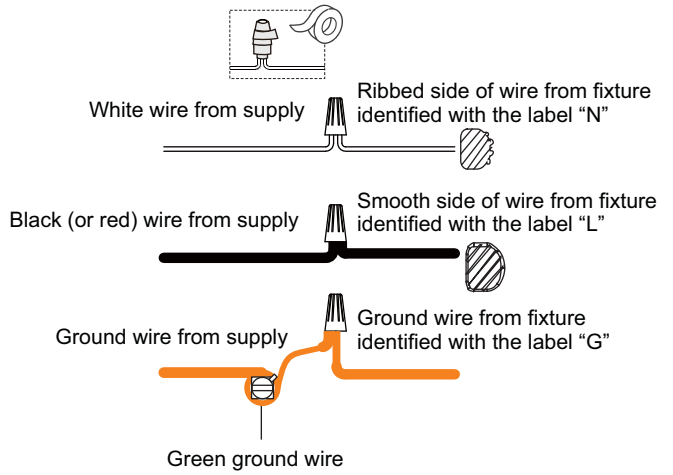 White wire from supply
Ribbed side of wire from fixture
identified with the label “N”
Black (or red) wire from supply
Smooth side of wire from fixture
identified with the label “L”
Ground wire from supply
Ground wire from fixture
identified with the label “G”
Green ground wire